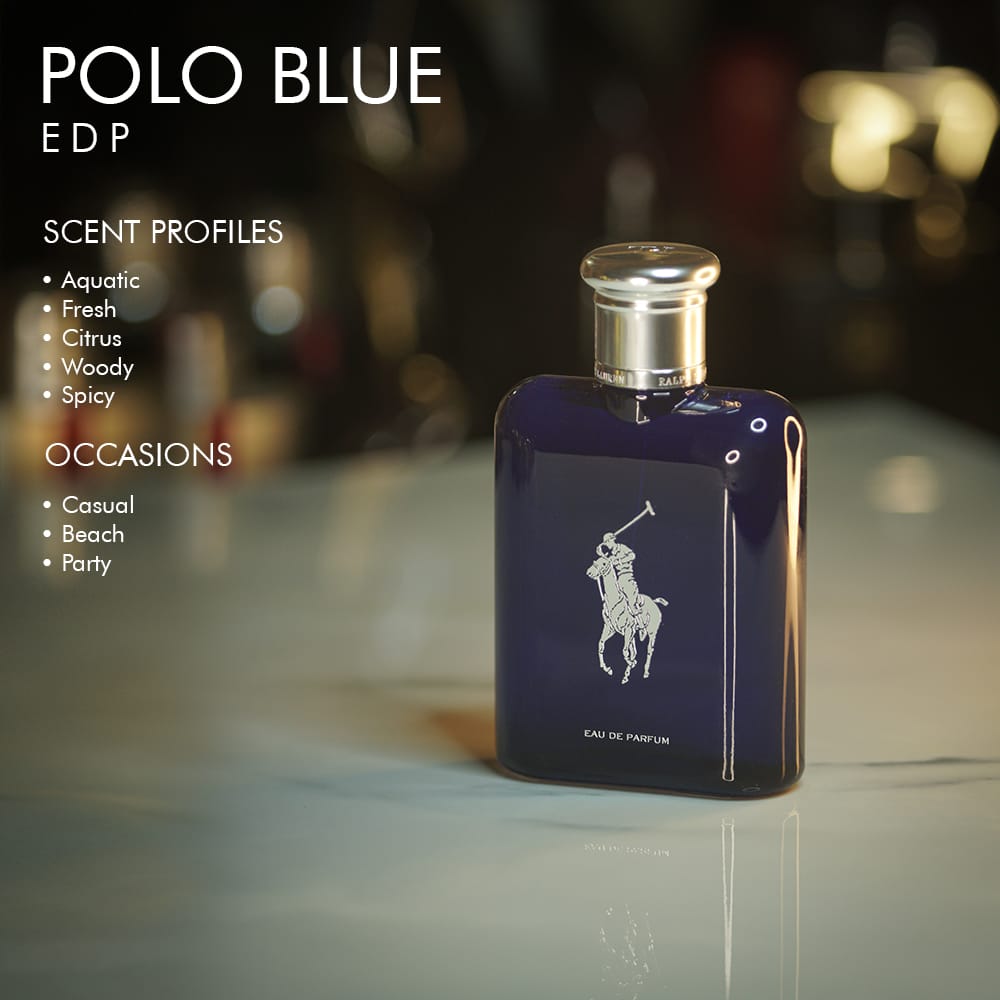 POLO BLUE
EDP
SCENT PROFILES
• Aquatic
• Fresh
• Citrus
• Woody
• Spicy
OCCASIONS
• Casual
• Beach
• Party
LAUREN RALPH
EAU DE PARFUM